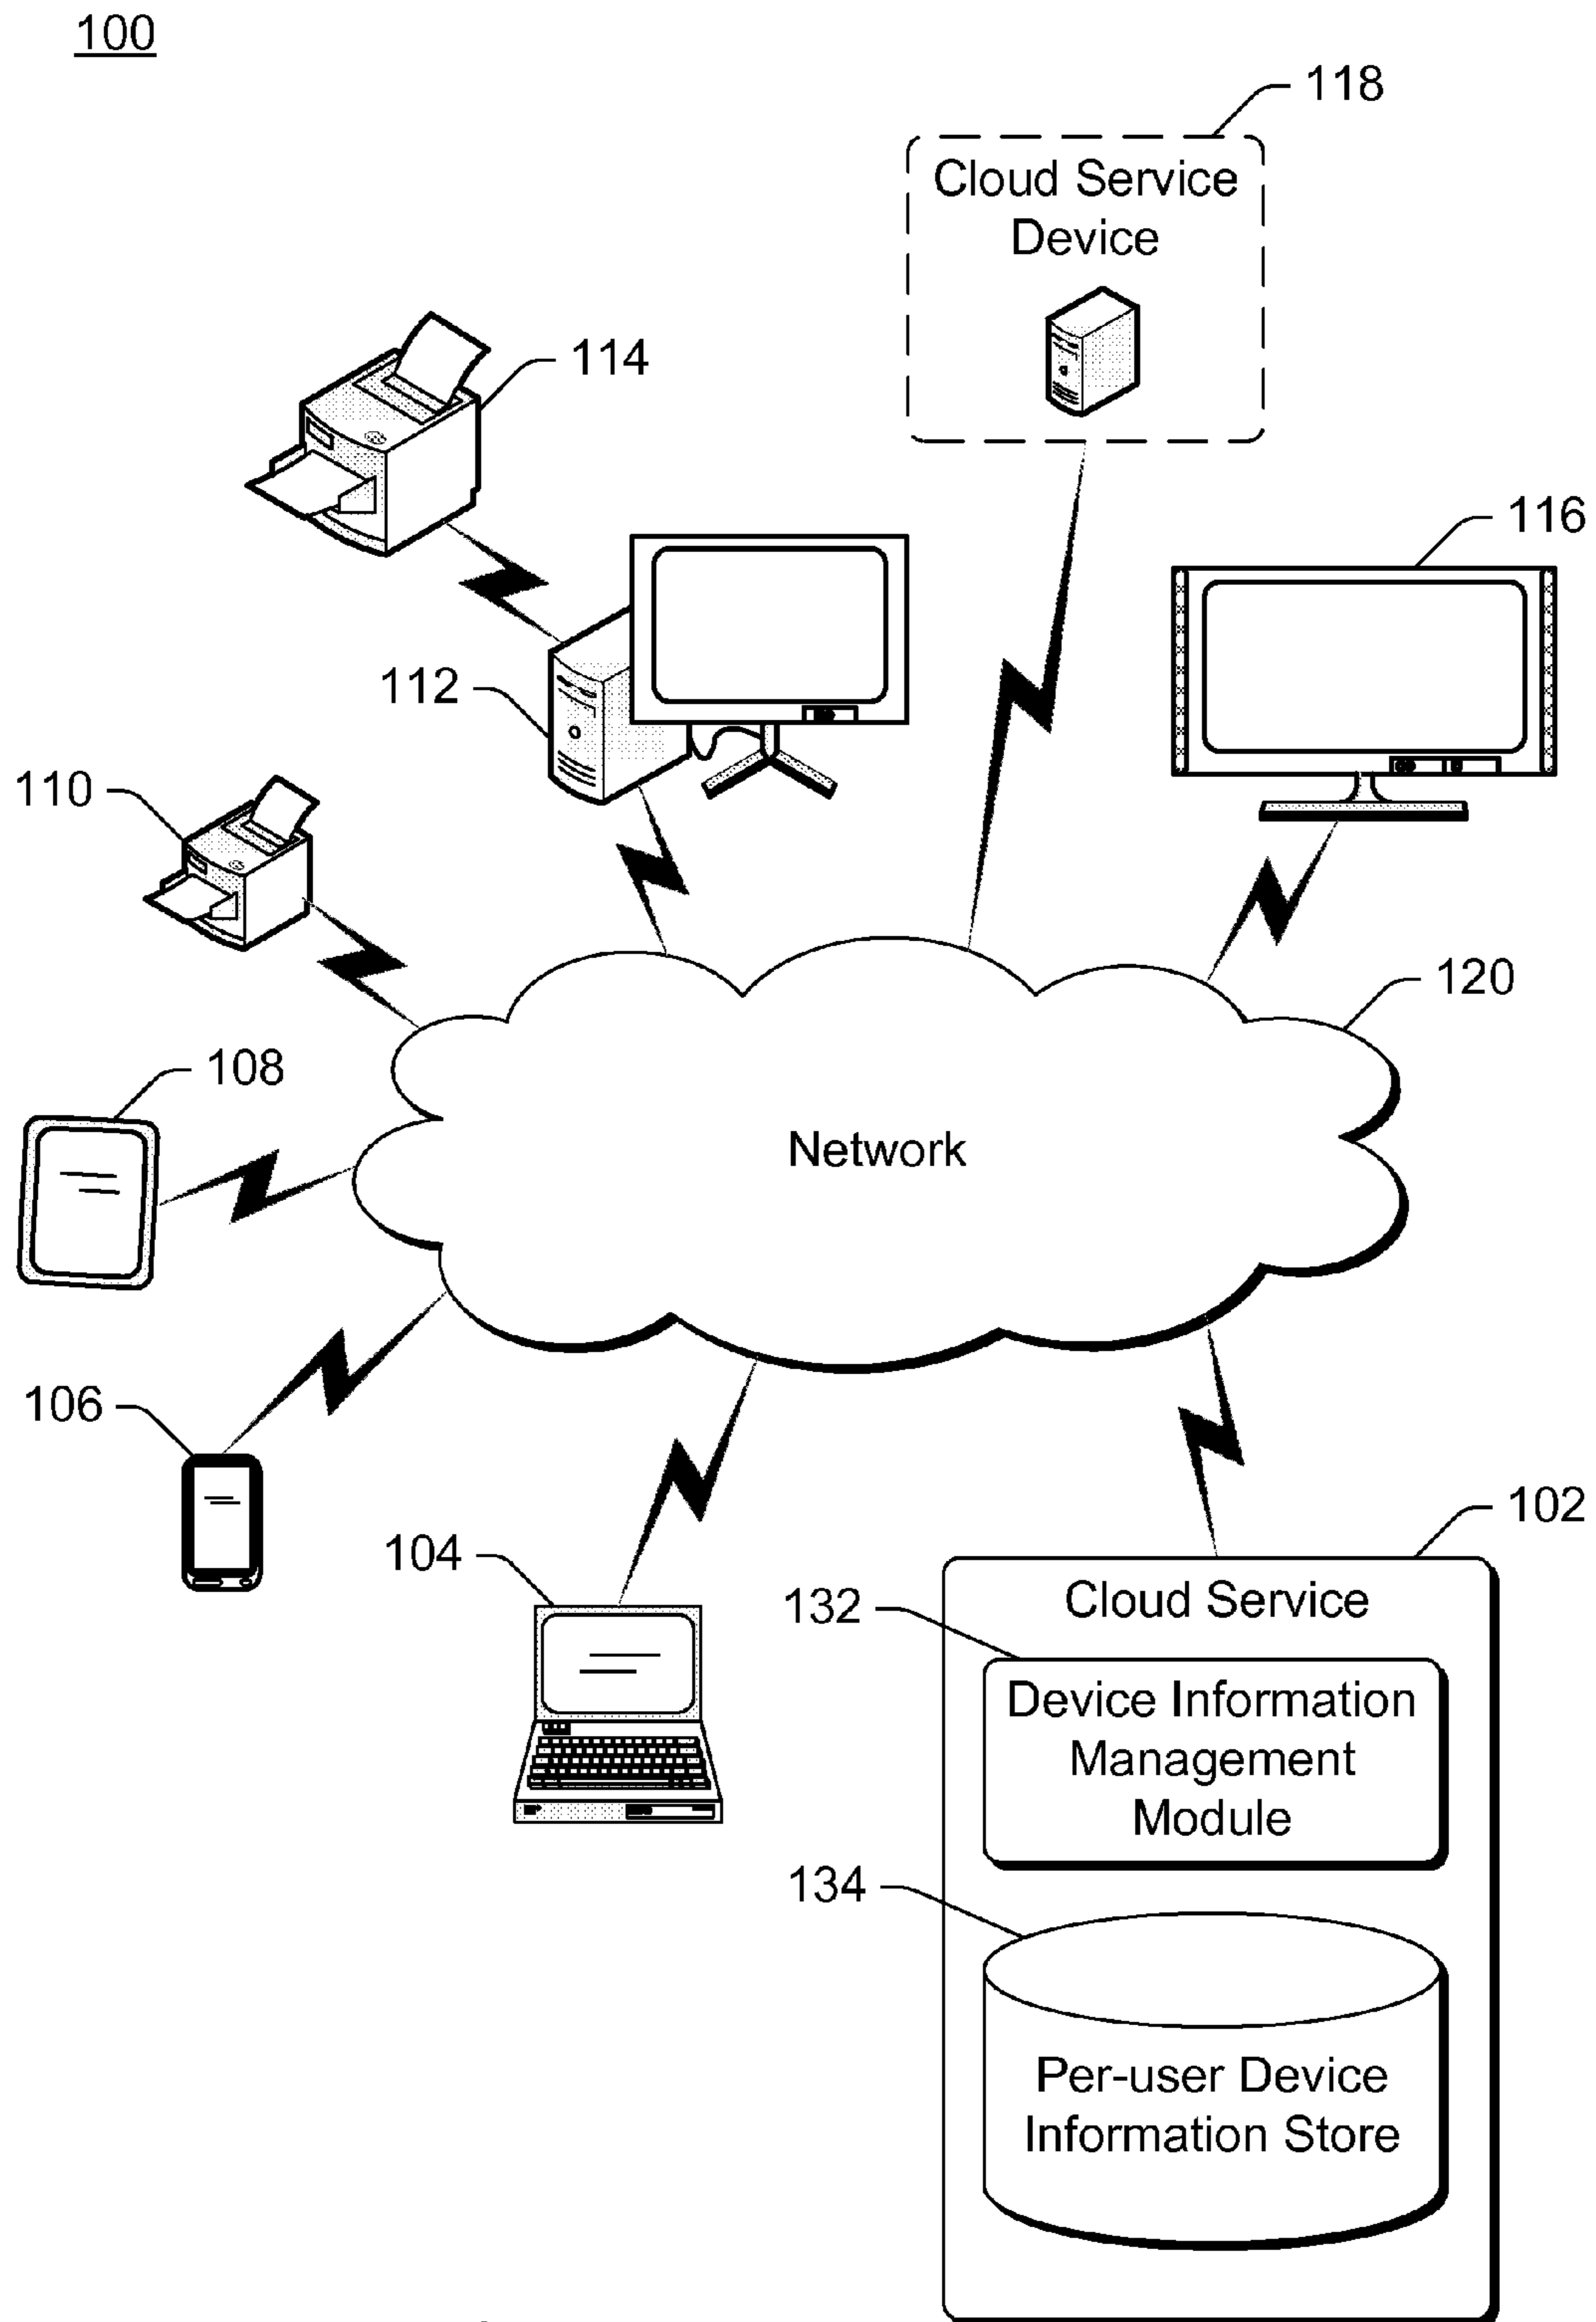 100
118
Cloud Service
Device
114
116
112
110
120
108
Network
106
104
102
Cloud Service
132
Device Information
Management
Module
134
Per-user Device
Information Store